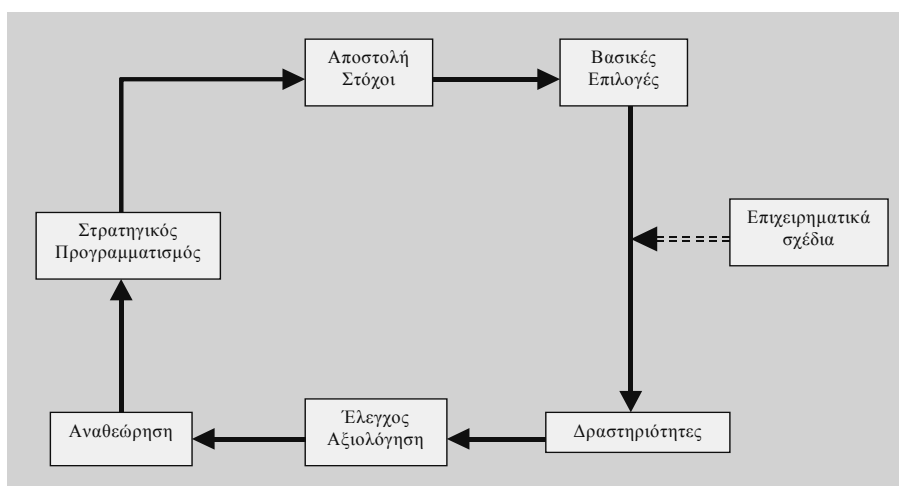 Αποστολή
Στόχοι
Βασικές
Επιλογές
Στρατηγικός
Προγραμματισμός
Επιχειρηματικά
σχέδια
Αναθεώρηση
Έλεγχος
Αξιολόγηση
Δραστηριότητες